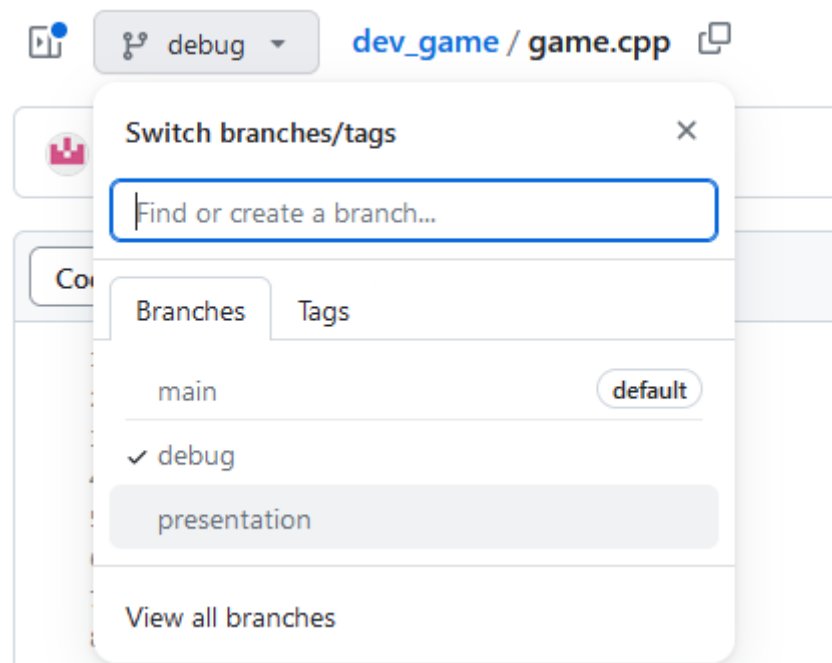 debug dev_game / game.cpp
Switch branches/tags
Find or create a branch...
Branches Tags
main default
debug
presentation
View all branches